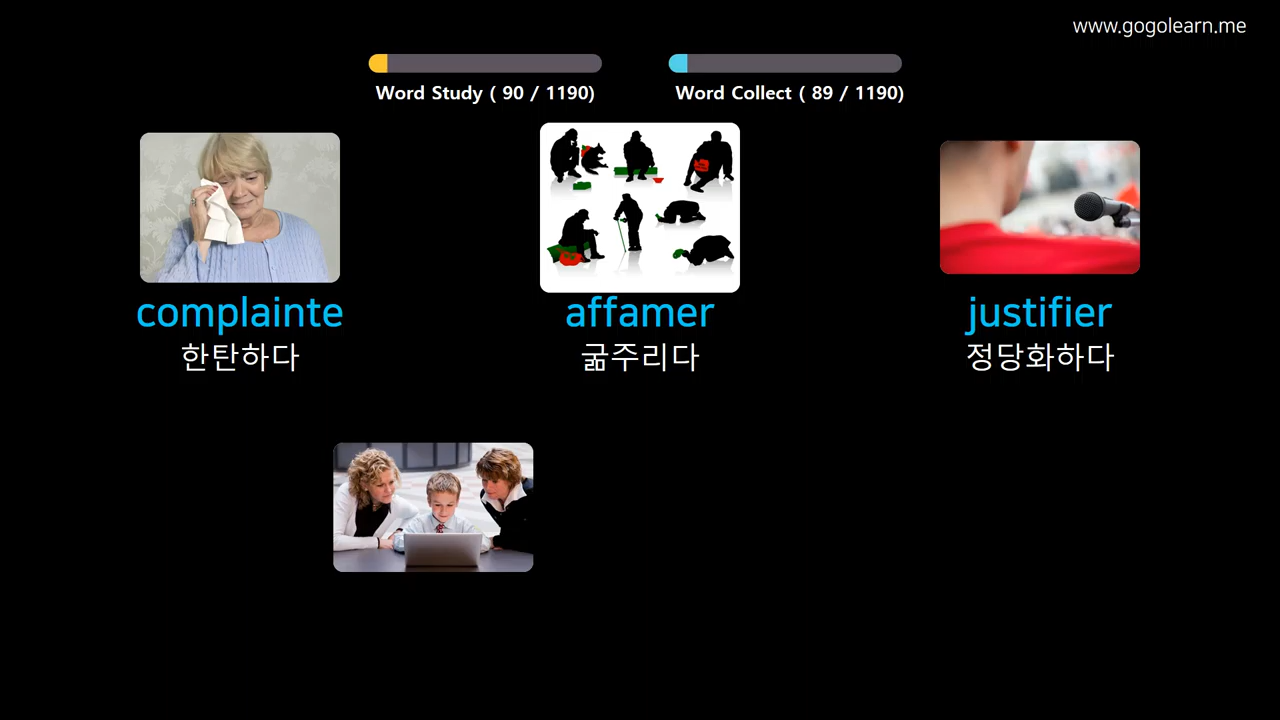 www.gogolearn.me
Word Study ( 90 / 1190)
Word Collect ( 89 / 1190)
complainte
affamer
justifier
한탄하다
굶주리다
정당화하다